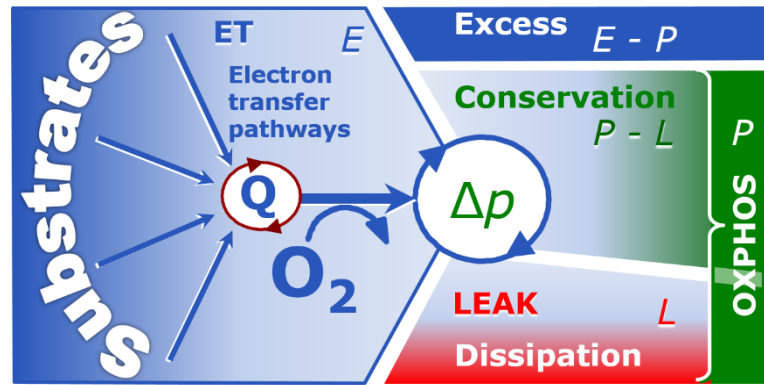 Substrates
ET E
Electron
transfer
pathways
Q
O₂
Δp
Excess E - P
Conservation
P - L
P
OXPHOS
LEAK L
Dissipation